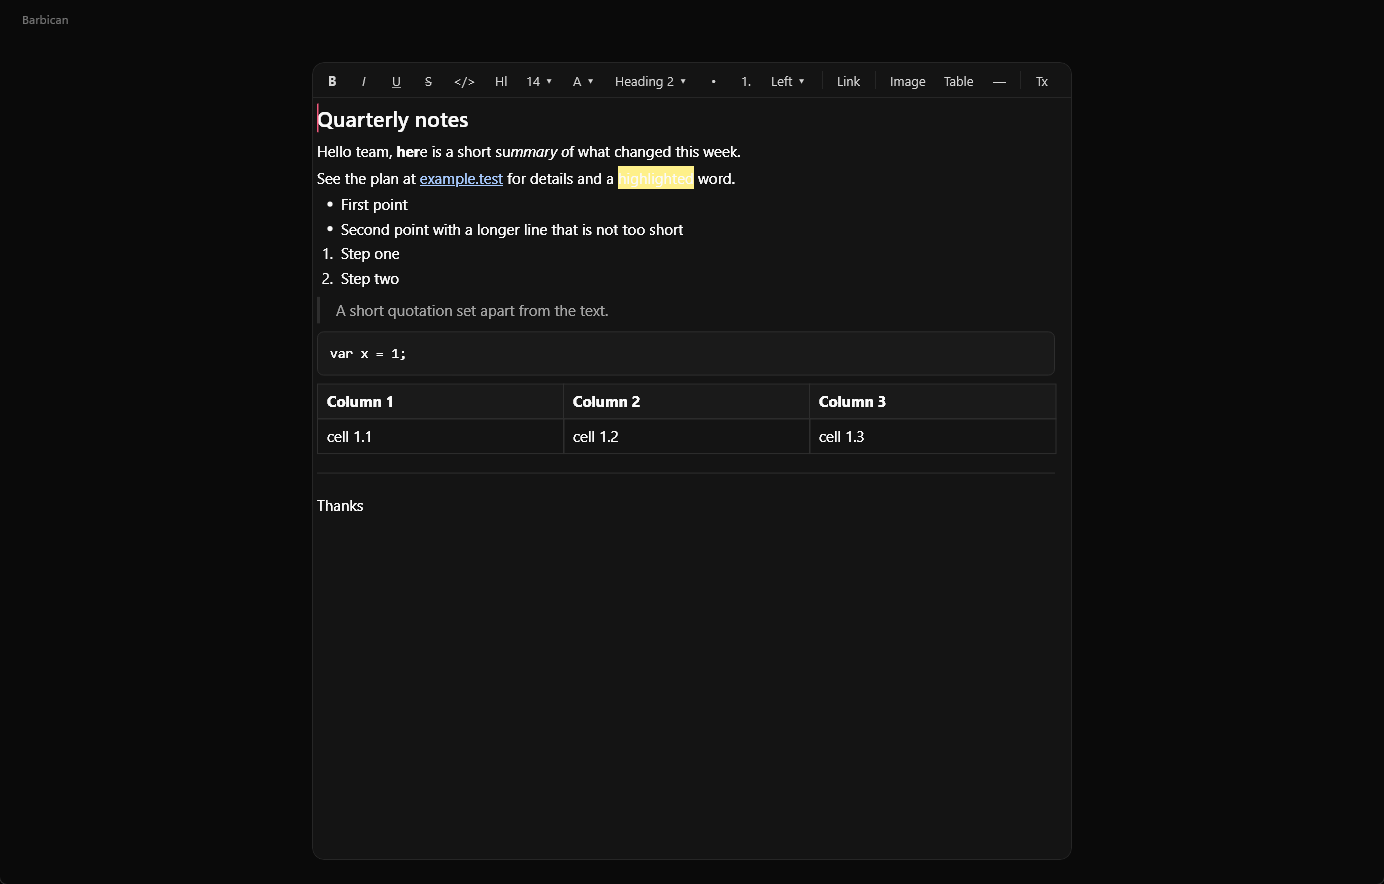 Barbican
B I U S </> Hl 14 ▾ A ▾ Heading 2 ▾ • 1. Left ▾ Link Image Table — Tx
Quarterly notes
Hello team, here is a short summary of what changed this week.
See the plan at example.test for details and a highlighted word.
• First point
• Second point with a longer line that is not too short
1. Step one
2. Step two
A short quotation set apart from the text.
var x = 1;
Column 1 Column 2 Column 3
cell 1.1 cell 1.2 cell 1.3
Thanks